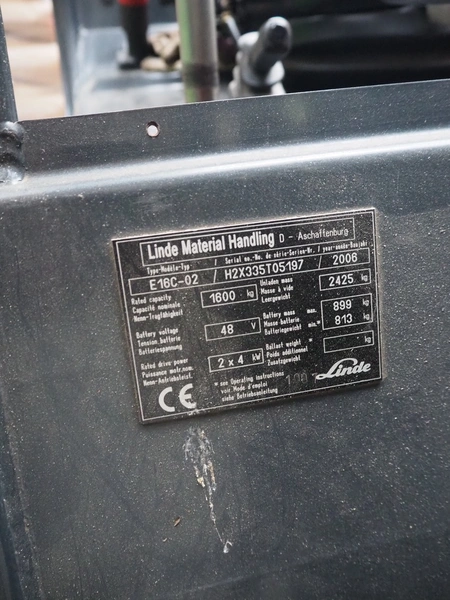 Linde Material Handling D - Aschaffenburg
Type-Modèle-Typ - / Serial no.-No. de série-Serien-Nr. / year-année-Baujahr
E16C-02 / H2X335T05197 / 2006
Rated capacity
Capacité nominale
Nenn-Tragfähigkeit
1600 kg
Unladen mass
Masse à vide
Leergewicht
2425 kg
Battery voltage
Tension batterie
Batteriespannung
48 V
Battery mass
Masse batterie
Batteriegewicht
max*
min.*
899 kg
813 kg
Rated drive power
Puissance motr.nom.
Nenn-Antriebsleist.
2 x 4 kW
Ballast weight *
Poids additionnel
Zusatzgewicht
- kg
CE
* see Operating instructions
voir Mode d'emploi
siehe Betriebsanleitung
Linde